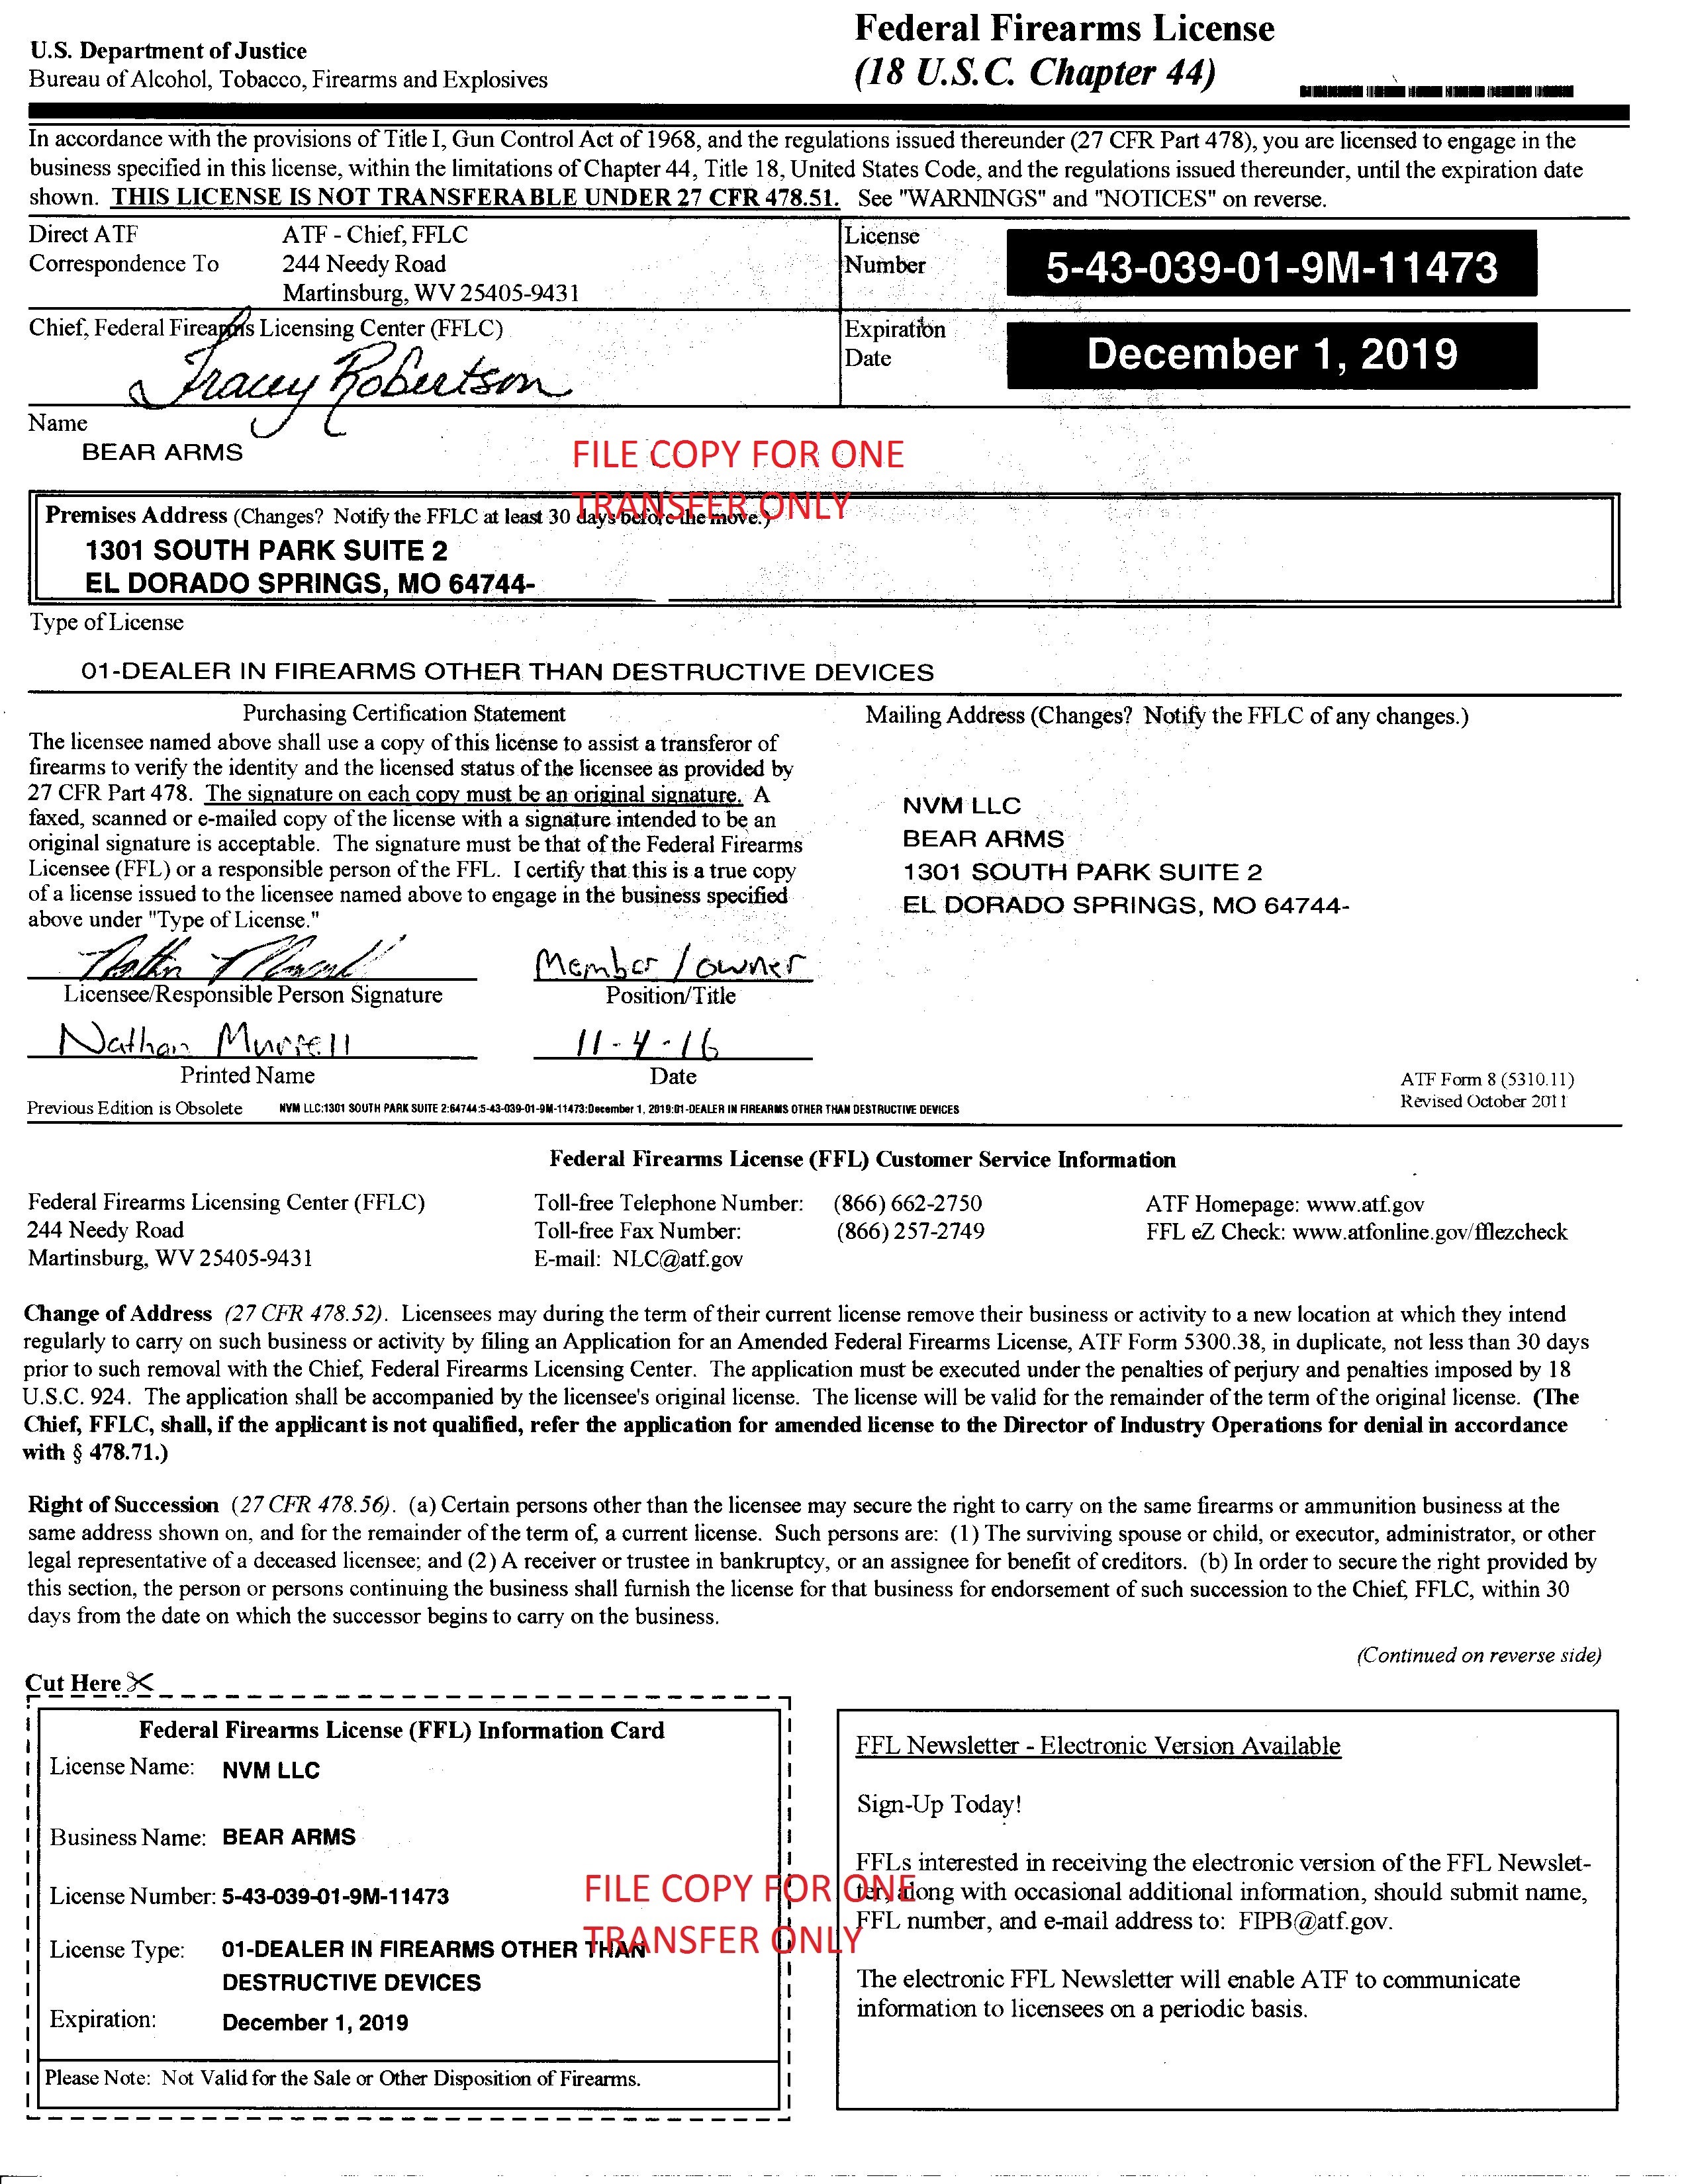 U.S. Department of Justice
Bureau of Alcohol, Tobacco, Firearms and Explosives
Federal Firearms License
(18 U.S.C. Chapter 44)
In accordance with the provisions of Title I, Gun Control Act of 1968, and the regulations issued thereunder (27 CFR Part 478), you are licensed to engage in the
business specified in this license, within the limitations of Chapter 44, Title 18, United States Code, and the regulations issued thereunder, until the expiration date
shown. THIS LICENSE IS NOT TRANSFERABLE UNDER 27 CFR 478.51. See "WARNINGS" and "NOTICES" on reverse.
Direct ATF
Correspondence To
ATF - Chief, FFLC
244 Needy Road
Martinsburg, WV 25405-9431
License
Number
5-43-039-01-9M-11473
Chief, Federal Firearms Licensing Center (FFLC)
Tracey Robertson
Expiration
Date
December 1, 2019
Name
BEAR ARMS
FILE COPY FOR ONE
TRANSFER ONLY
Premises Address (Changes? Notify the FFLC at least 30 days before the move.)
1301 SOUTH PARK SUITE 2
EL DORADO SPRINGS, MO 64744-
Type of License
01-DEALER IN FIREARMS OTHER THAN DESTRUCTIVE DEVICES
Purchasing Certification Statement
The licensee named above shall use a copy of this license to assist a transferor of
firearms to verify the identity and the licensed status of the licensee as provided by
27 CFR Part 478. The signature on each copy must be an original signature. A
faxed, scanned or e-mailed copy of the license with a signature intended to be an
original signature is acceptable. The signature must be that of the Federal Firearms
Licensee (FFL) or a responsible person of the FFL. I certify that this is a true copy
of a license issued to the licensee named above to engage in the business specified
above under "Type of License."
Mailing Address (Changes? Notify the FFLC of any changes.)
NVM LLC
BEAR ARMS
1301 SOUTH PARK SUITE 2
EL DORADO SPRINGS, MO 64744-
Member / owner
Licensee/Responsible Person Signature
Position/Title
Nathan Murrell
11-4-16
Printed Name
Date
ATF Form 8 (5310.11)
Revised October 2011
Previous Edition is Obsolete
NVM LLC:1301 SOUTH PARK SUITE 2:64744:5-43-039-01-9M-11473:December 1, 2019:01-DEALER IN FIREARMS OTHER THAN DESTRUCTIVE DEVICES
Federal Firearms License (FFL) Customer Service Information
Federal Firearms Licensing Center (FFLC)
244 Needy Road
Martinsburg, WV 25405-9431
Toll-free Telephone Number: (866) 662-2750
Toll-free Fax Number: (866) 257-2749
E-mail: NLC@atf.gov
ATF Homepage: www.atf.gov
FFL eZ Check: www.atfonline.gov/fflezcheck
Change of Address (27 CFR 478.52). Licensees may during the term of their current license remove their business or activity to a new location at which they intend
regularly to carry on such business or activity by filing an Application for an Amended Federal Firearms License, ATF Form 5300.38, in duplicate, not less than 30 days
prior to such removal with the Chief, Federal Firearms Licensing Center. The application must be executed under the penalties of perjury and penalties imposed by 18
U.S.C. 924. The application shall be accompanied by the licensee's original license. The license will be valid for the remainder of the term of the original license. (The
Chief, FFLC, shall, if the applicant is not qualified, refer the application for amended license to the Director of Industry Operations for denial in accordance
with § 478.71.)
Right of Succession (27 CFR 478.56). (a) Certain persons other than the licensee may secure the right to carry on the same firearms or ammunition business at the
same address shown on, and for the remainder of the term of, a current license. Such persons are: (1) The surviving spouse or child, or executor, administrator, or other
legal representative of a deceased licensee; and (2) A receiver or trustee in bankruptcy, or an assignee for benefit of creditors. (b) In order to secure the right provided by
this section, the person or persons continuing the business shall furnish the license for that business for endorsement of such succession to the Chief, FFLC, within 30
days from the date on which the successor begins to carry on the business.
(Continued on reverse side)
Cut Here
Federal Firearms License (FFL) Information Card
License Name: NVM LLC
Business Name: BEAR ARMS
License Number: 5-43-039-01-9M-11473
License Type: 01-DEALER IN FIREARMS OTHER THAN
DESTRUCTIVE DEVICES
Expiration: December 1, 2019
Please Note: Not Valid for the Sale or Other Disposition of Firearms.
FILE COPY FOR ONE
TRANSFER ONLY
FFL Newsletter - Electronic Version Available
Sign-Up Today!
FFLs interested in receiving the electronic version of the FFL Newslet-
ter, along with occasional additional information, should submit name,
FFL number, and e-mail address to: FIPB@atf.gov.
The electronic FFL Newsletter will enable ATF to communicate
information to licensees on a periodic basis.